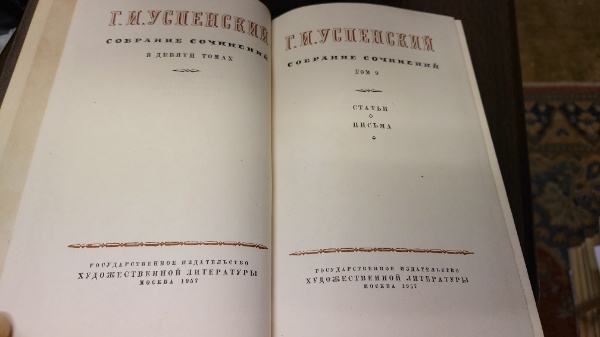 Г. И. УСПЕНСКИЙ
СОБРАНИЕ СОЧИНЕНИЙ
В ДЕВЯТИ ТОМАХ
ГОСУДАРСТВЕННОЕ ИЗДАТЕЛЬСТВО
ХУДОЖЕСТВЕННОЙ ЛИТЕРАТУРЫ
МОСКВА 1957
Г. И. УСПЕНСКИЙ
СОБРАНИЕ СОЧИНЕНИЙ
ТОМ 9
СТАТЬИ
ПИСЬМА
ГОСУДАРСТВЕННОЕ ИЗДАТЕЛЬСТВО
ХУДОЖЕСТВЕННОЙ ЛИТЕРАТУРЫ
МОСКВА 1957